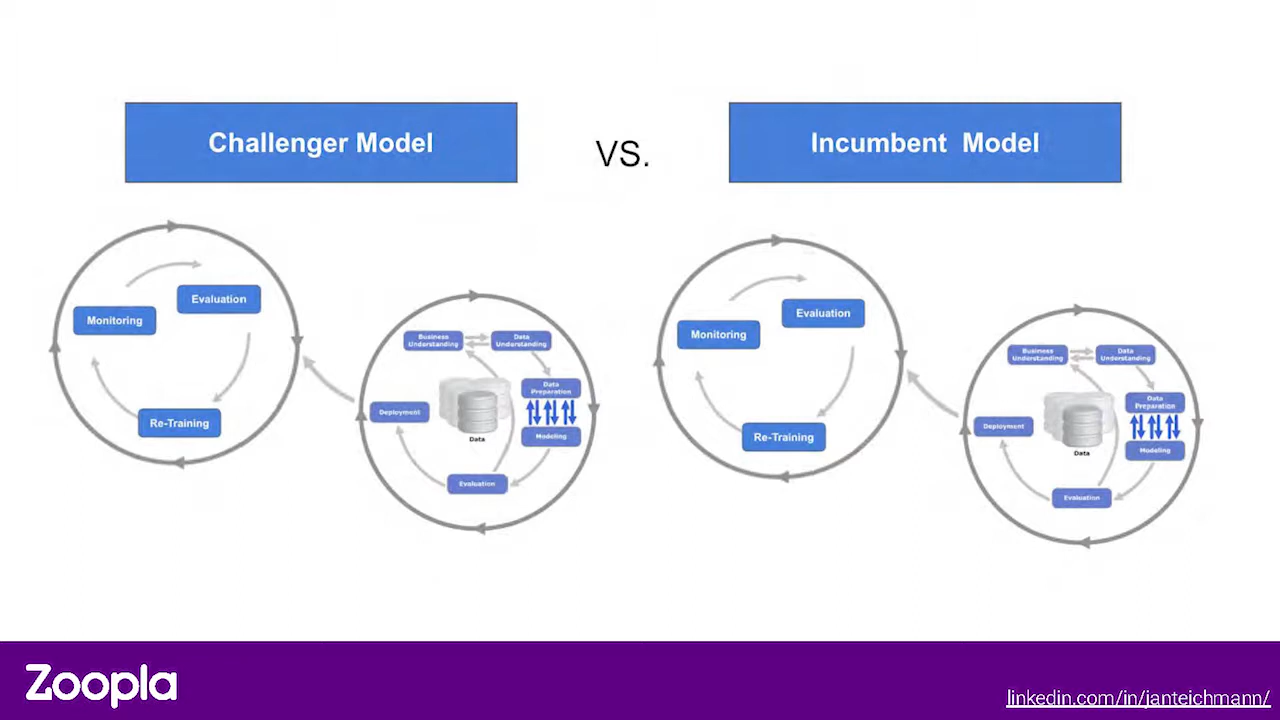 Challenger Model
VS.
Incumbent Model
Monitoring
Evaluation
Re-Training
Business
Understanding
Data
Understanding
Data
Preparation
Modeling
Evaluation
Deployment
Data
Monitoring
Evaluation
Re-Training
Business
Understanding
Data
Understanding
Data
Preparation
Modeling
Evaluation
Deployment
Data
Zoopla
linkedin.com/in/janteichmann/